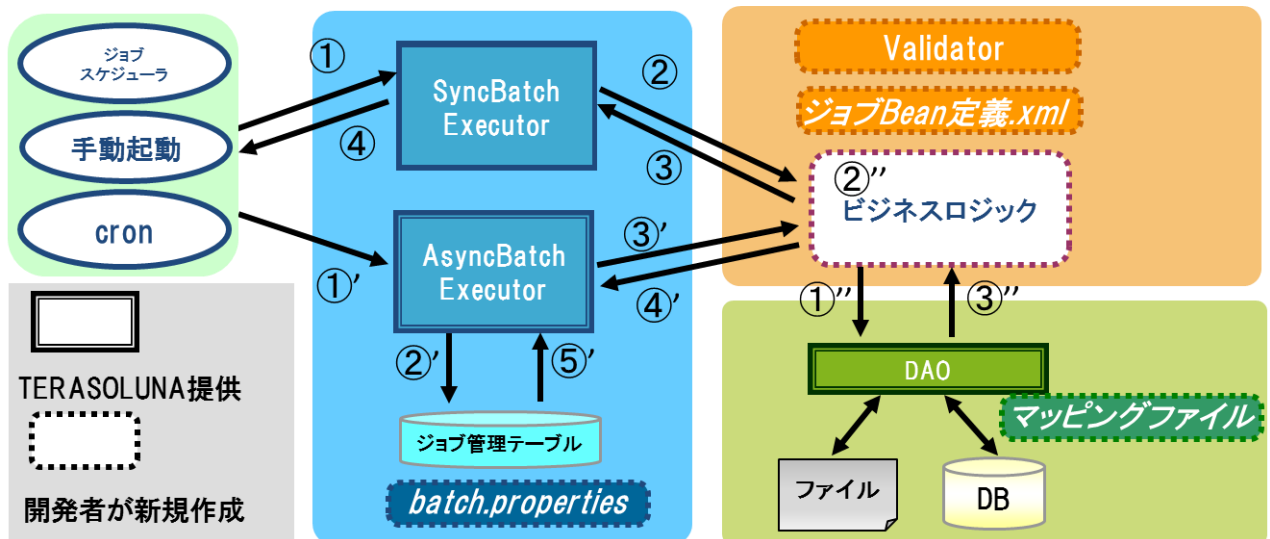 ジョブ
スケジューラ
手動起動
cron
TERASOLUNA提供
開発者が新規作成
①
④
①’
SyncBatch
Executor
AsyncBatch
Executor
②’
⑤’
ジョブ管理テーブル
batch.properties
②
③
③’
④’
Validator
ジョブBean定義.xml
②’’
ビジネスロジック
①’’
③’’
DAO
マッピングファイル
ファイル
DB